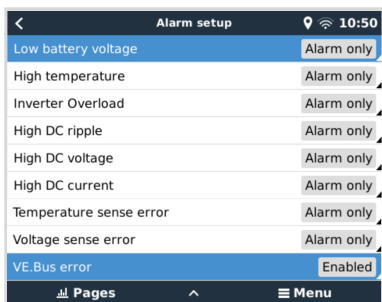 Alarm setup 10:50
Low battery voltage Alarm only
High temperature Alarm only
Inverter Overload Alarm only
High DC ripple Alarm only
High DC voltage Alarm only
High DC current Alarm only
Temperature sense error Alarm only
Voltage sense error Alarm only
VE.Bus error Enabled
Pages Menu